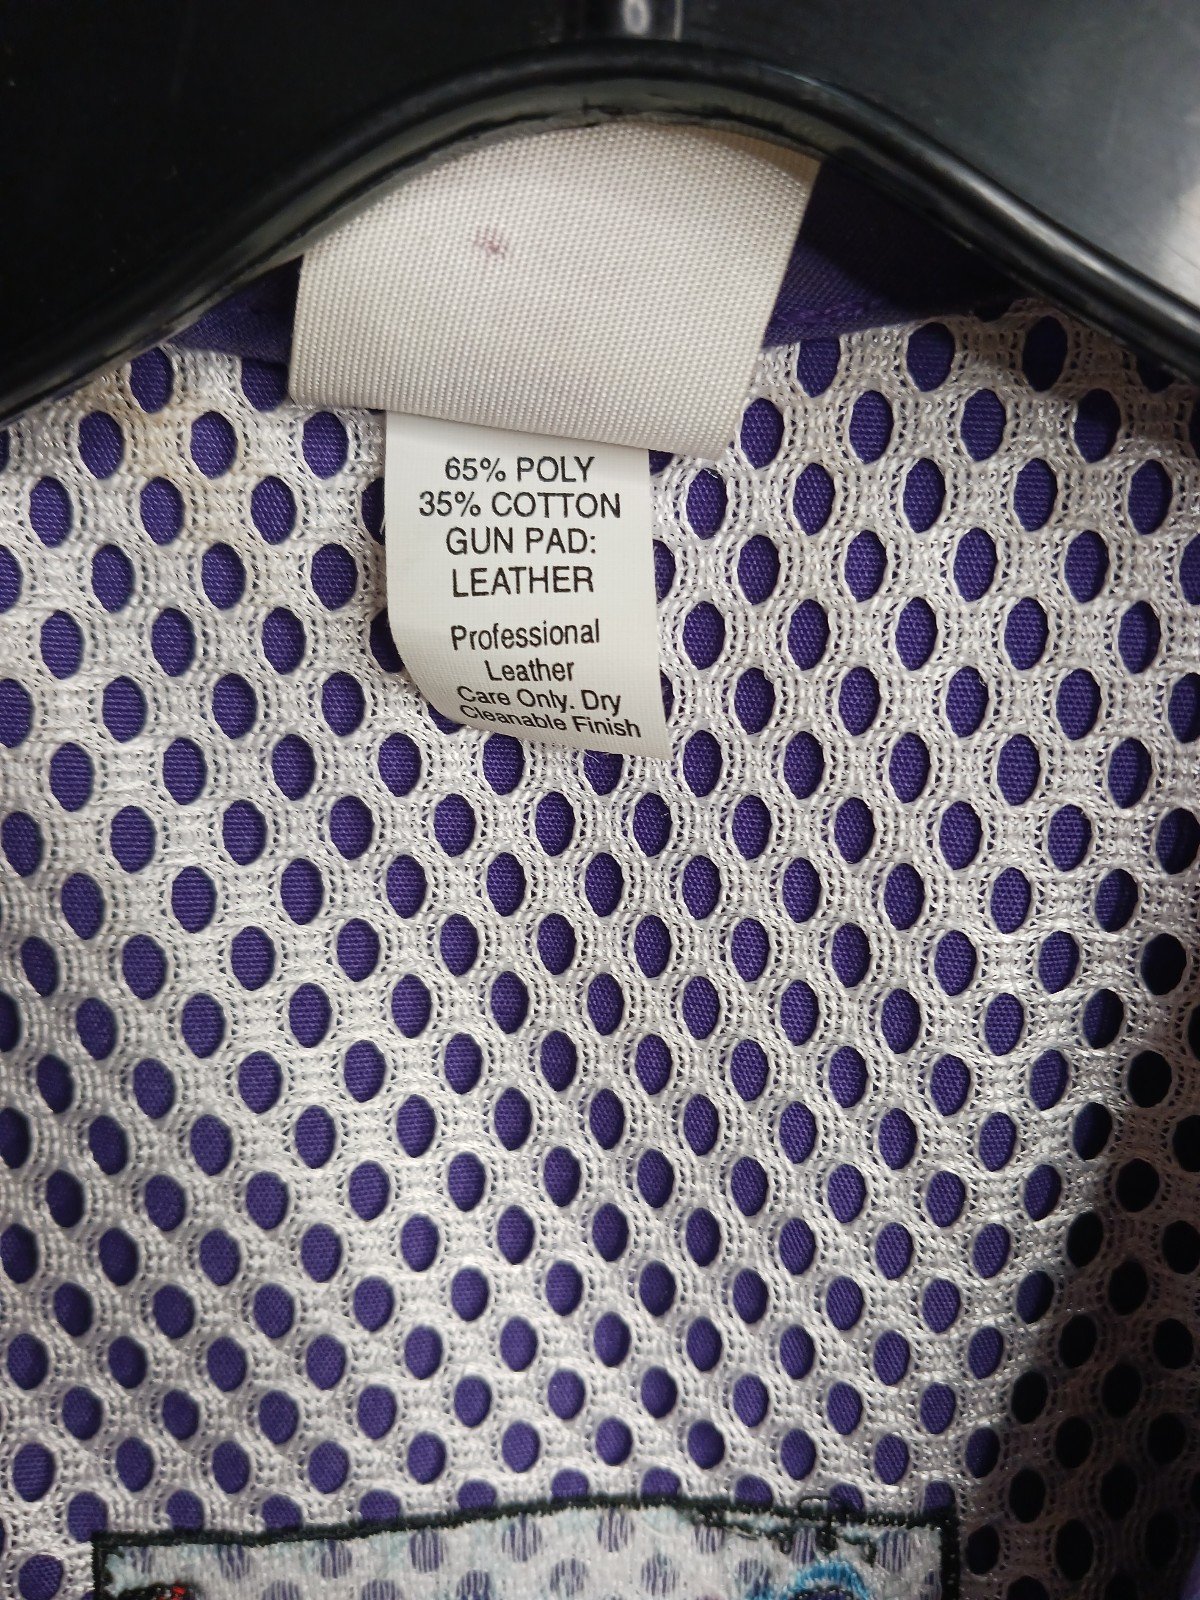 65% POLY
35% COTTON
GUN PAD:
LEATHER
Professional
Leather
Care Only. Dry
Cleanable Finish